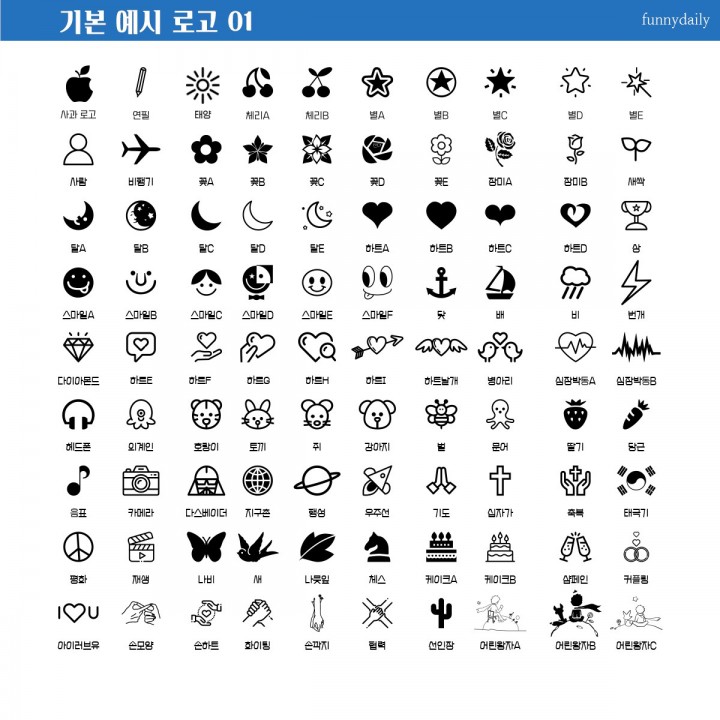 기본 예시 로고 01
funnydaily
사과 로고 연필 태양 체리A 체리B 별A 별B 별C 별D 별E
사람 비행기 꽃A 꽃B 꽃C 꽃D 꽃E 장미A 장미B 새싹
달A 달B 달C 달D 달E 하트A 하트B 하트C 하트D 상
스마일A 스마일B 스마일C 스마일D 스마일E 스마일F 닻 배 비 번개
다이아몬드 하트E 하트F 하트G 하트H 하트I 하트날개 병아리 심장박동A 심장박동B
헤드폰 외계인 호랑이 토끼 쥐 강아지 벌 문어 딸기 당근
음표 카메라 다스베이더 지구촌 행성 우주선 기도 십자가 축복 태극기
평화 재생 나비 새 나뭇잎 체스 케이크A 케이크B 샴페인 커플링
I U
아이러브유 손모양 손하트 화이팅 손깍지 협력 선인장 어린왕자A 어린왕자B 어린왕자C